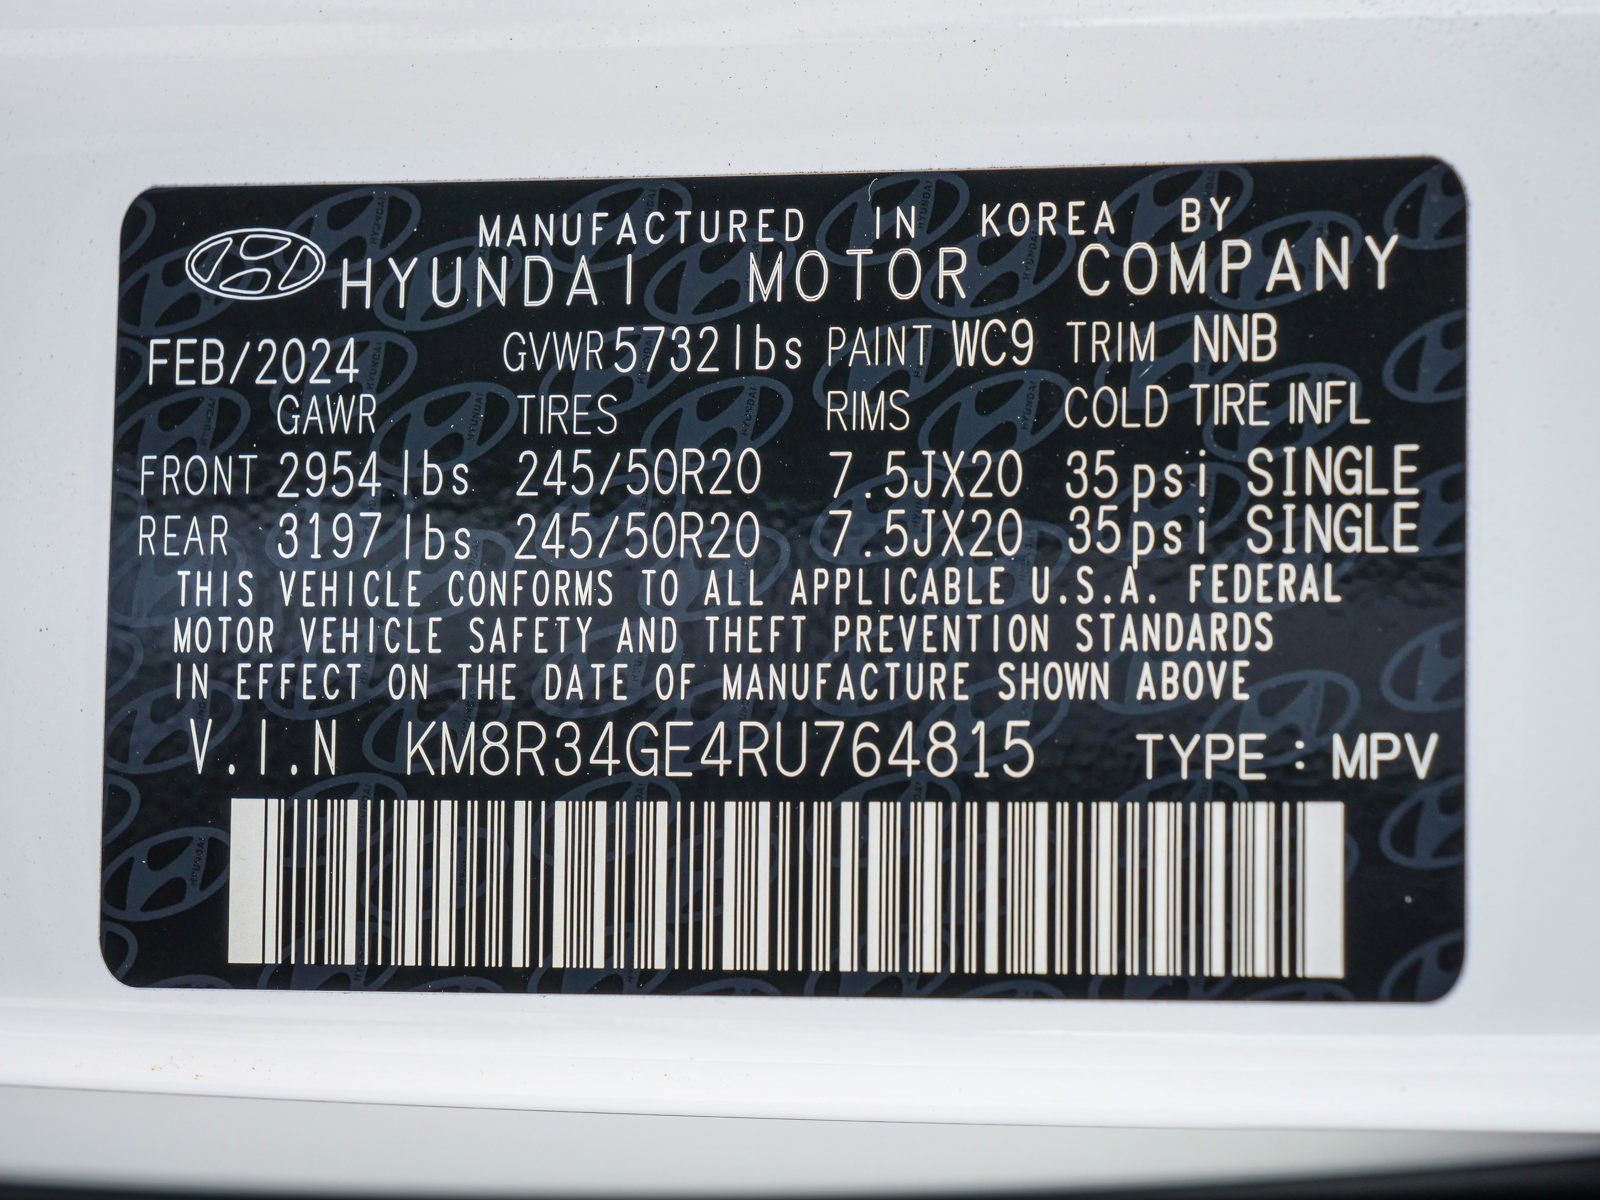 MANUFACTURED IN KOREA BY
HYUNDAI MOTOR COMPANY
FEB/2024 GVWR 5732 lbs PAINT WC9 TRIM NNB
GAWR TIRES RIMS COLD TIRE INFL
FRONT 2954 lbs 245/50R20 7.5JX20 35psi SINGLE
REAR 3197 lbs 245/50R20 7.5JX20 35psi SINGLE
THIS VEHICLE CONFORMS TO ALL APPLICABLE U.S.A. FEDERAL
MOTOR VEHICLE SAFETY AND THEFT PREVENTION STANDARDS
IN EFFECT ON THE DATE OF MANUFACTURE SHOWN ABOVE
V.I.N KM8R34GE4RU764815 TYPE : MPV